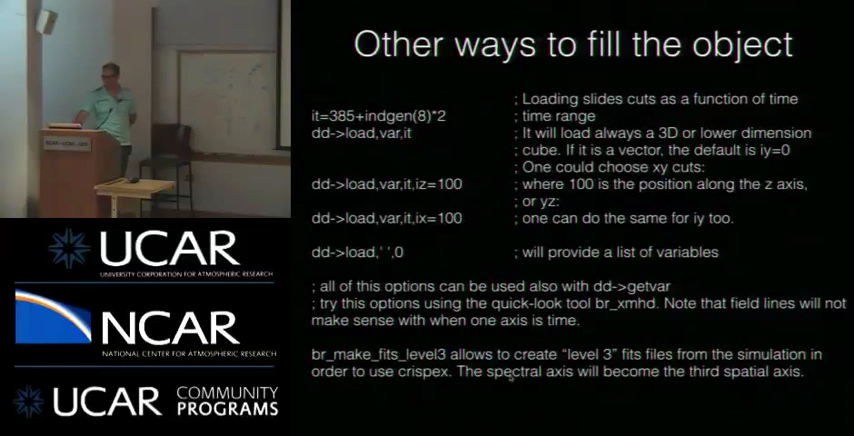 Other ways to fill the object
; Loading slides cuts as a function of time
it=385+indgen(8)*2 ; time range
dd->load,var,it ; It will load always a 3D or lower dimension
; cube. If it is a vector, the default is iy=0
; One could choose xy cuts:
dd->load,var,it,iz=100 ; where 100 is the position along the z axis,
; or yz:
dd->load,var,it,ix=100 ; one can do the same for iy too.
dd->load,' ',0 ; will provide a list of variables
; all of this options can be used also with dd->getvar
; try this options using the quick-look tool br_xmhd. Note that field lines will not
make sense with when one axis is time.
br_make_fits_level3 allows to create "level 3" fits files from the simulation in
order to use crispex. The spectral axis will become the third spatial axis.
UCAR
UNIVERSITY CORPORATION FOR ATMOSPHERIC RESEARCH
NCAR
NATIONAL CENTER FOR ATMOSPHERIC RESEARCH
UCAR COMMUNITY
PROGRAMS